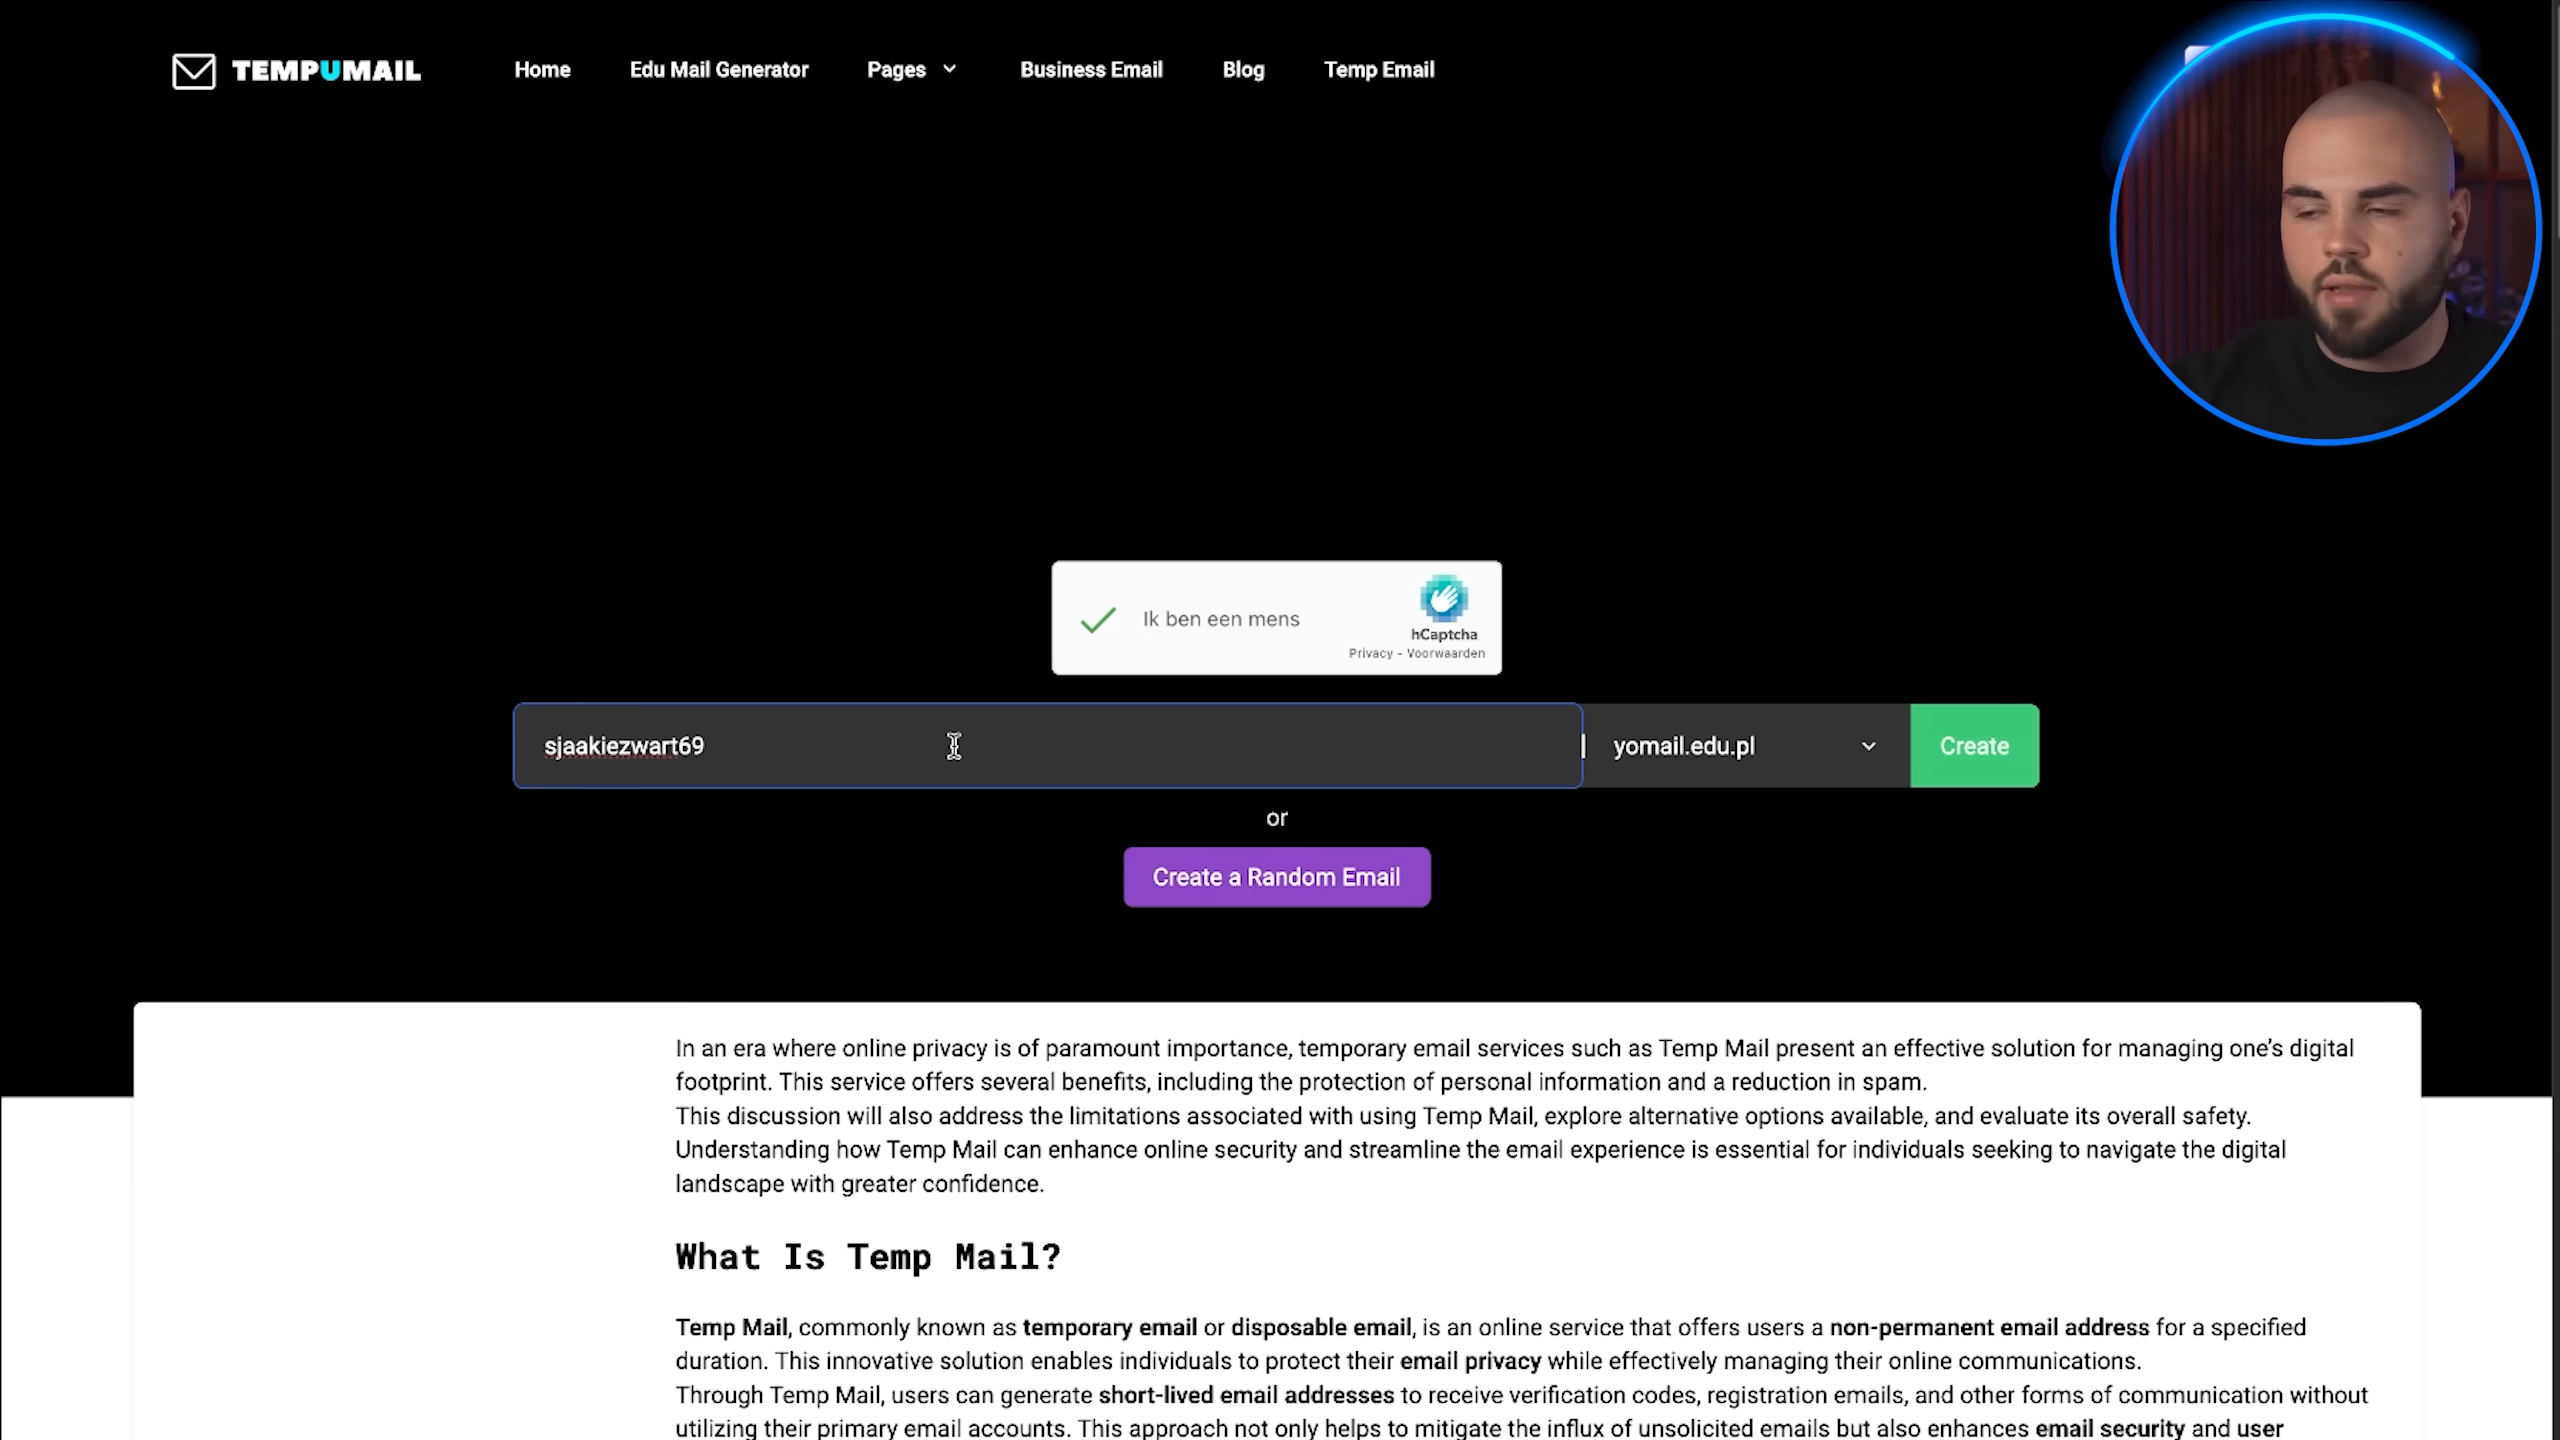 TEMPUMAIL
Home
Edu Mail Generator
Pages
Business Email
Blog
Temp Email
Ik ben een mens
hCaptcha
Privacy - Voorwaarden
sjaakiezwart69
yomail.edu.pl
Create
or
Create a Random Email
In an era where online privacy is of paramount importance, temporary email services such as Temp Mail present an effective solution for managing one’s digital
footprint. This service offers several benefits, including the protection of personal information and a reduction in spam.
This discussion will also address the limitations associated with using Temp Mail, explore alternative options available, and evaluate its overall safety.
Understanding how Temp Mail can enhance online security and streamline the email experience is essential for individuals seeking to navigate the digital
landscape with greater confidence.
What Is Temp Mail?
Temp Mail, commonly known as temporary email or disposable email, is an online service that offers users a non-permanent email address for a specified
duration. This innovative solution enables individuals to protect their email privacy while effectively managing their online communications.
Through Temp Mail, users can generate short-lived email addresses to receive verification codes, registration emails, and other forms of communication without
utilizing their primary email accounts. This approach not only helps to mitigate the influx of unsolicited emails but also enhances email security and user